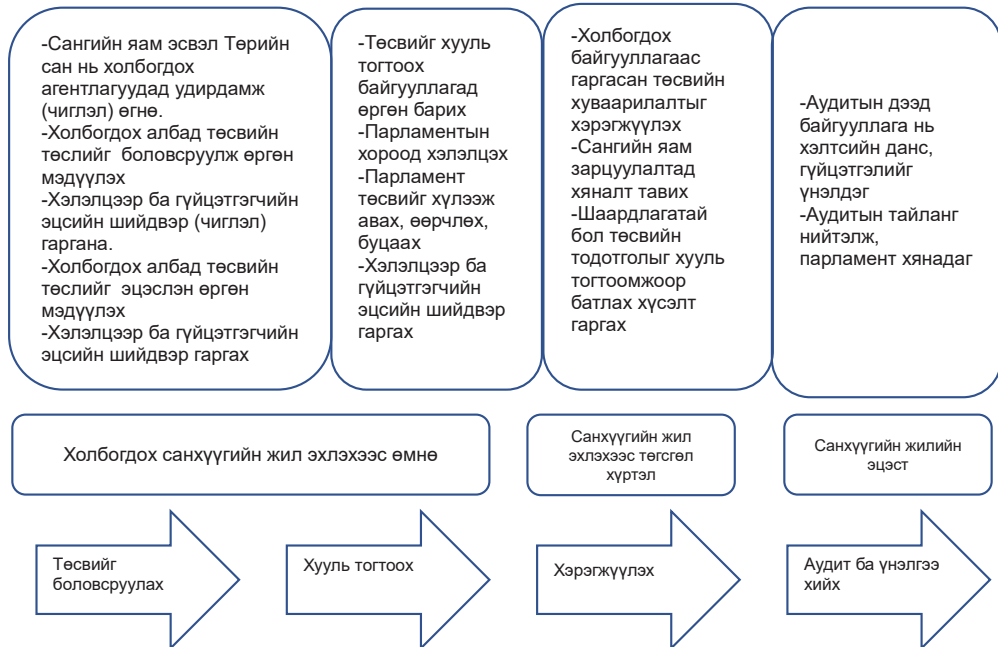 -Сангийн яам эсвэл Төрийн
сан нь холбогдох
агентлагуудад удирдамж
(чиглэл) өгнө.
-Холбогдох албад төсвийн
төслийг боловсруулж өргөн
мэдүүлэх
-Хэлэлцээр ба гүйцэтгэгчийн
эцсийн шийдвэр (чиглэл)
гаргана.
-Холбогдох албад төсвийн
төслийг эцэслэн өргөн
мэдүүлэх
-Хэлэлцээр ба гүйцэтгэгчийн
эцсийн шийдвэр гаргах
-Төсвийг хууль
тогтоох
байгууллагад
өргөн барих
-Парламентын
хороод хэлэлцэх
-Парламент
төсвийг хүлээж
авах, өөрчлөх,
буцаах
-Хэлэлцээр ба
гүйцэтгэгчийн
эцсийн шийдвэр
гаргах
-Холбогдох
байгууллагаас
гаргасан төсвийн
хуваарилалтыг
хэрэгжүүлэх
-Сангийн яам
зарцуулалтад
хяналт тавих
-Шаардлагатай
бол төсвийн
тодотголыг хууль
тогтоомжоор
батлах хүсэлт
гаргах
-Аудитын дээд
байгууллага нь
хэлтсийн данс,
гүйцэтгэлийг
үнэлдэг
-Аудитын тайланг
нийтэлж,
парламент хянадаг
Холбогдох санхүүгийн жил эхлэхээс өмнө
Санхүүгийн жил
эхлэхээс төгсгөл
хүртэл
Санхүүгийн жилийн
эцэст
Төсвийг
боловсруулах
Хууль тогтоох
Хэрэгжүүлэх
Аудит ба үнэлгээ
хийх